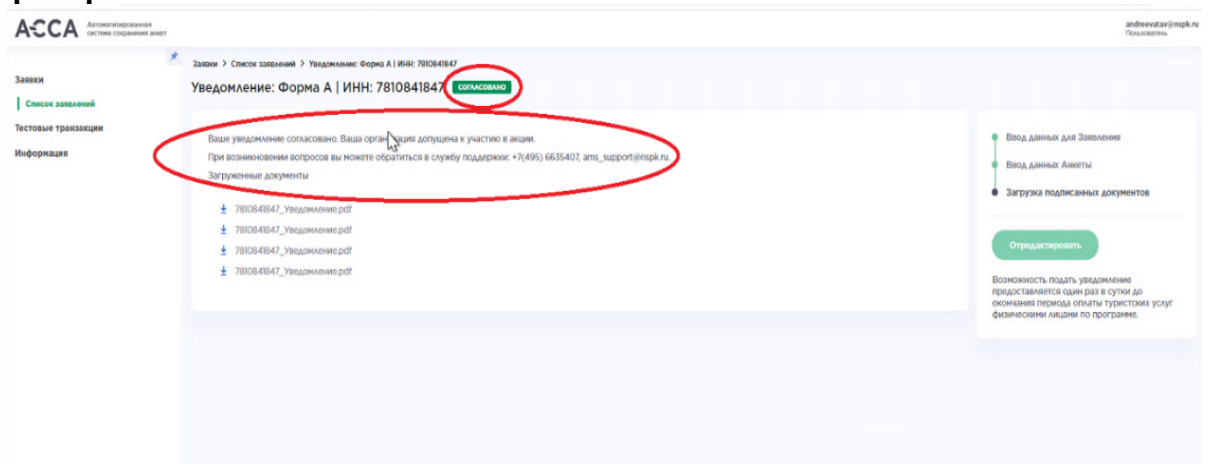 АССА
Автоматизированная
система сохранения анкет
andreevatav@nspk.ru
Пользователь
Заявки > Список заявлений > Уведомление: Форма А | ИНН: 7810841847
Уведомление: Форма А | ИНН: 7810841847 СОГЛАСОВАНО
Заявки
Список заявлений
Тестовые транзакции
Информация
Ваше уведомление согласовано. Ваша организация допущена к участию в акции.
При возникновении вопросов вы можете обратиться в службу поддержки: +7(495) 6635407, ams_support@nspk.ru.
Загруженные документы
7810841847_Уведомление.pdf
7810841847_Уведомление.pdf
7810841847_Уведомление.pdf
7810841847_Уведомление.pdf
Ввод данных для Заявления
Ввод данных Анкеты
Загрузка подписанных документов
Отредактировать
Возможность подать уведомление
предоставляется один раз в сутки до
окончания периода оплаты туристских услуг
физическими лицами по программе.